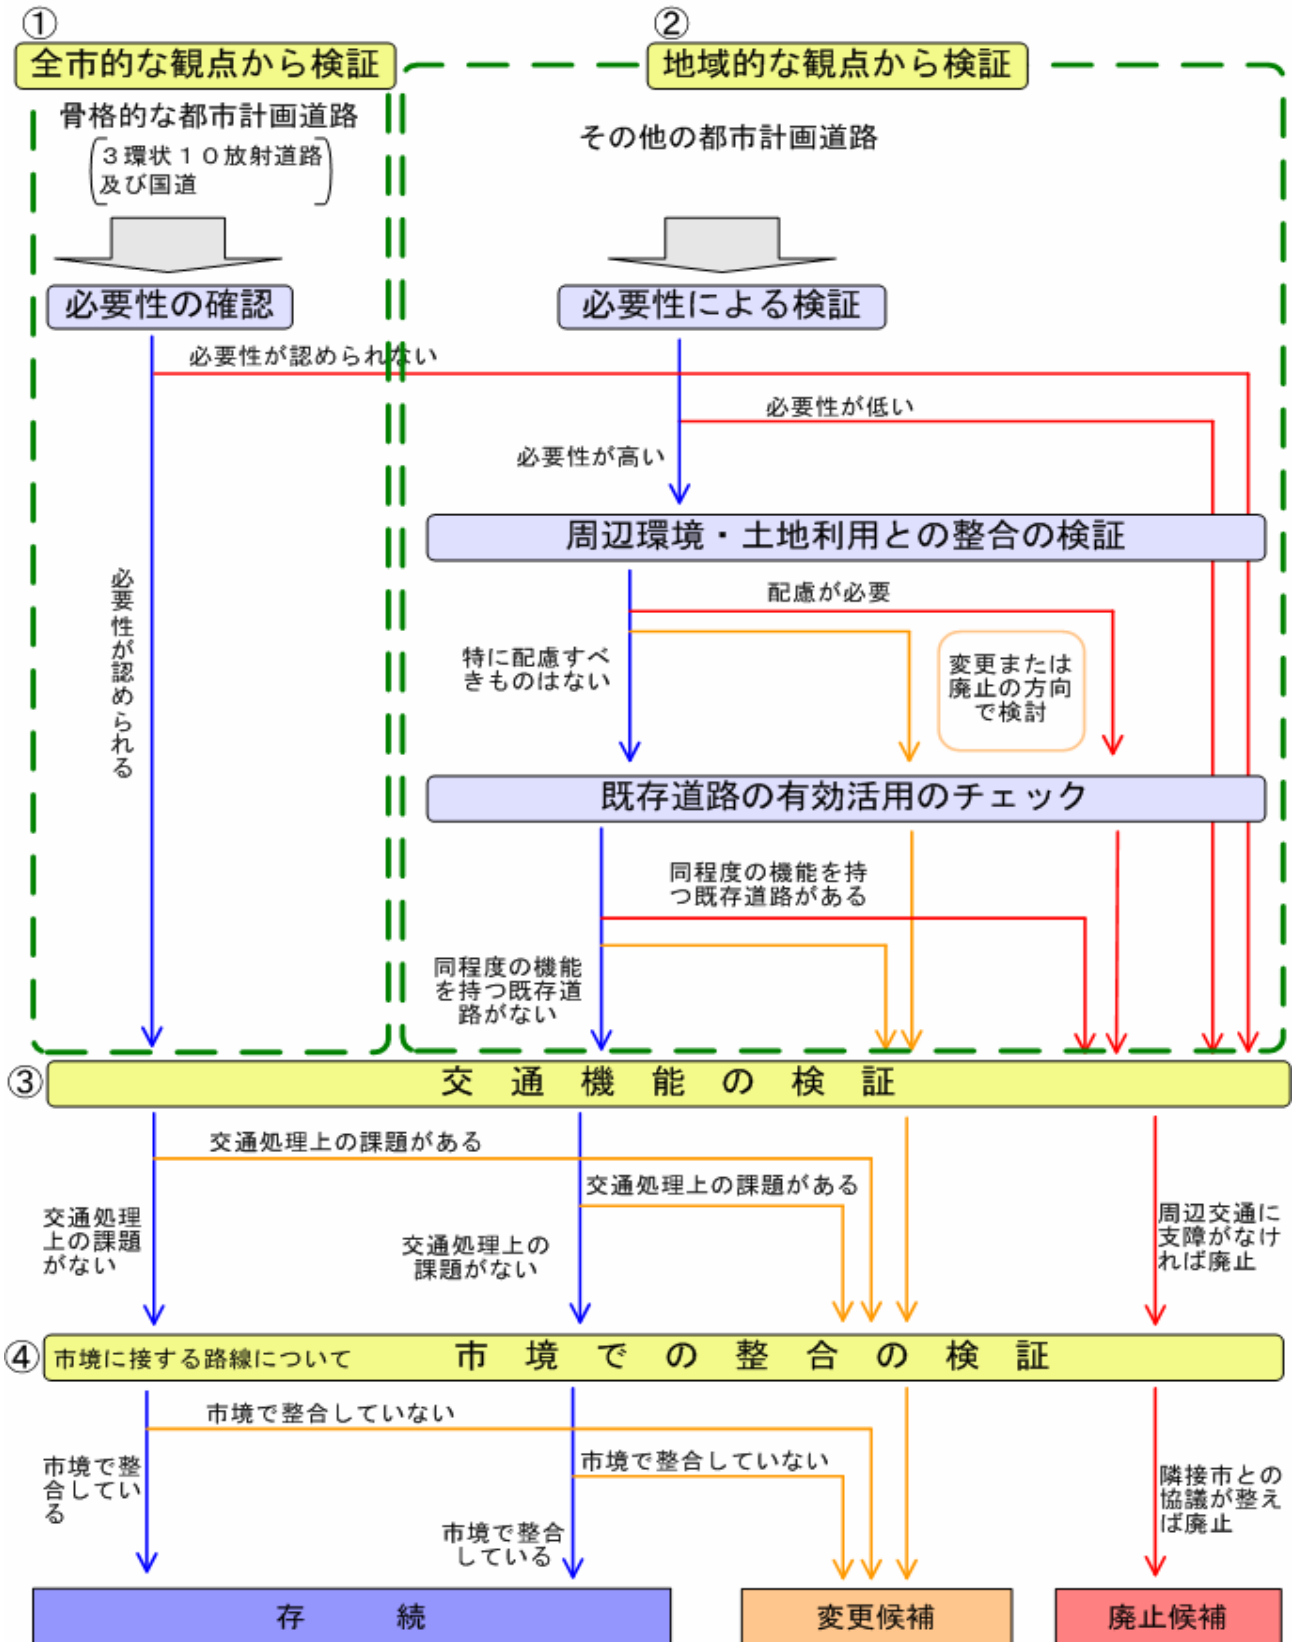 ①
全市的な観点から検証
骨格的な都市計画道路
３環状１０放射道路
及び国道
必要性の確認
必要性が認められない
必要性が認められる
②
地域的な観点から検証
その他の都市計画道路
必要性による検証
必要性が低い
必要性が高い
周辺環境・土地利用との整合の検証
配慮が必要
特に配慮すべ
きものはない
変更または
廃止の方向
で検討
既存道路の有効活用のチェック
同程度の機能を持
つ既存道路がある
同程度の機能
を持つ既存道
路がない
③
交通機能の検証
交通処理上の課題がある
交通処理上の課題がある
交通処理
上の課題
がない
交通処理上の
課題がない
周辺交通に
支障がなけ
れば廃止
④
市境に接する路線について 市境での整合の検証
市境で整合していない
市境で整合していない
市境で整
合してい
る
市境で整合
している
隣接市との
協議が整え
ば廃止
存続
変更候補
廃止候補